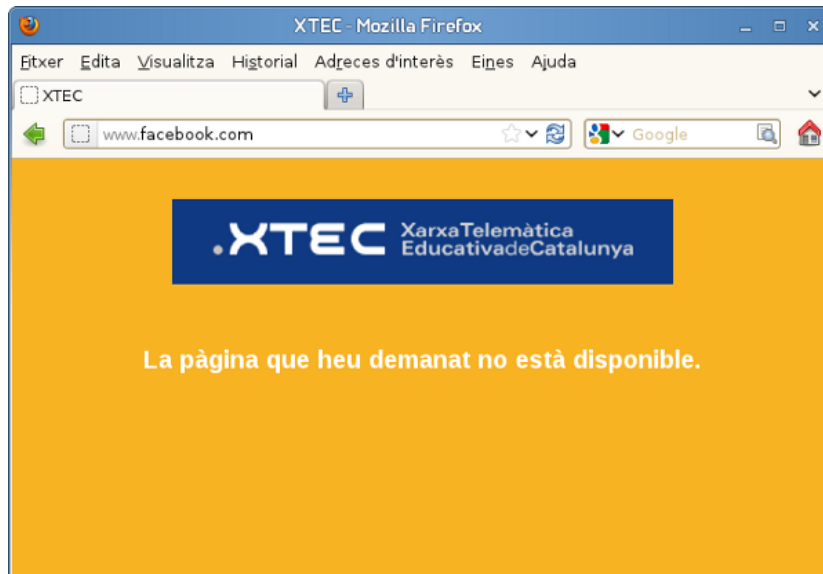 XTEC - Mozilla Firefox
Fitxer Edita Visualitza Historial Adreces d'interès Eines Ajuda
XTEC
www.facebook.com Google
.XTEC XarxaTelemàtica
EducativadeCatalunya
La pàgina que heu demanat no està disponible.